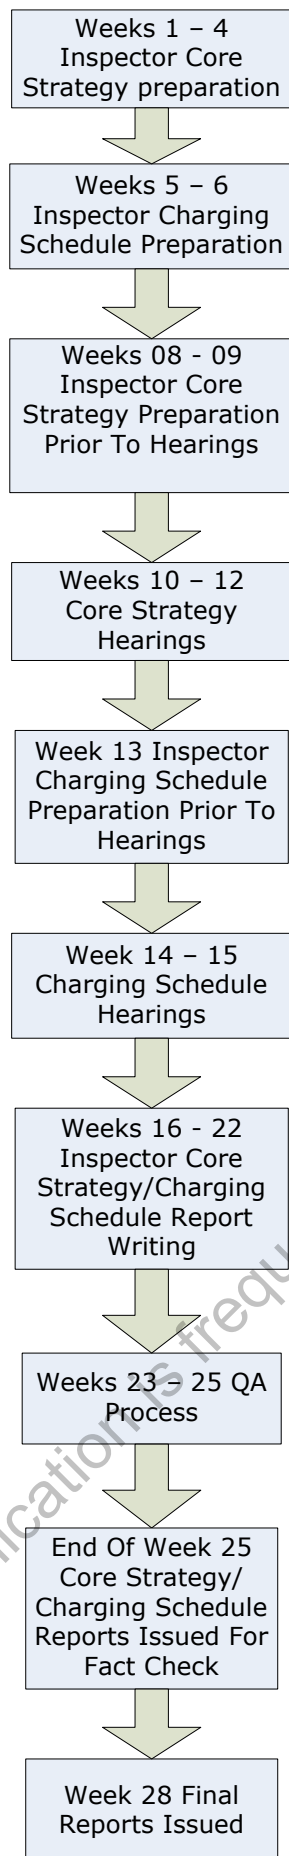 Weeks 1 – 4
Inspector Core
Strategy preparation
Weeks 5 – 6
Inspector Charging
Schedule Preparation
Weeks 08 - 09
Inspector Core
Strategy Preparation
Prior To Hearings
Weeks 10 – 12
Core Strategy
Hearings
Week 13 Inspector
Charging Schedule
Preparation Prior To
Hearings
Week 14 – 15
Charging Schedule
Hearings
Weeks 16 - 22
Inspector Core
Strategy/Charging
Schedule Report
Writing
Weeks 23 – 25 QA
Process
End Of Week 25
Core Strategy/
Charging Schedule
Reports Issued For
Fact Check
Week 28 Final
Reports Issued
is